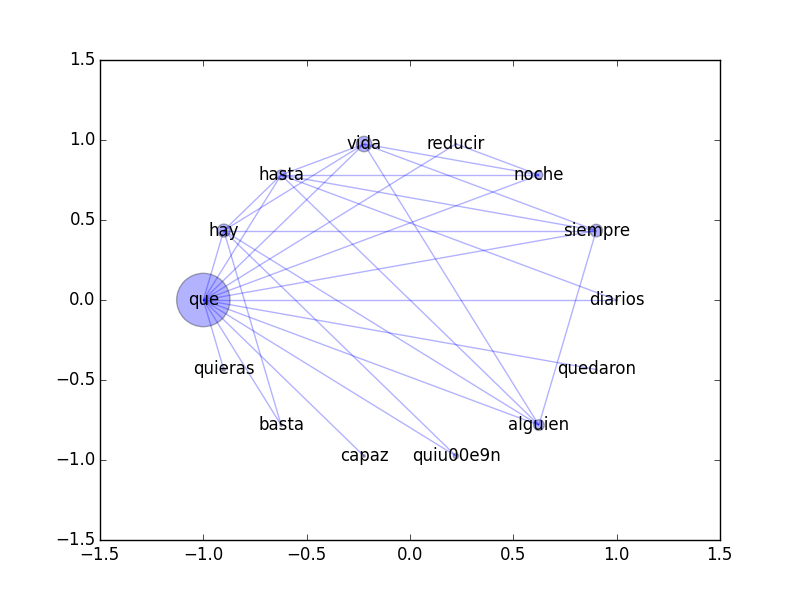 1.5
1.0
0.5
0.0
−0.5
−1.0
−1.5
vida
reducir
hasta
noche
hay
siempre
que
diarios
quieras
quedaron
basta
alguien
capaz
quiu00e9n
−1.5
−1.0
−0.5
0.0
0.5
1.0
1.5